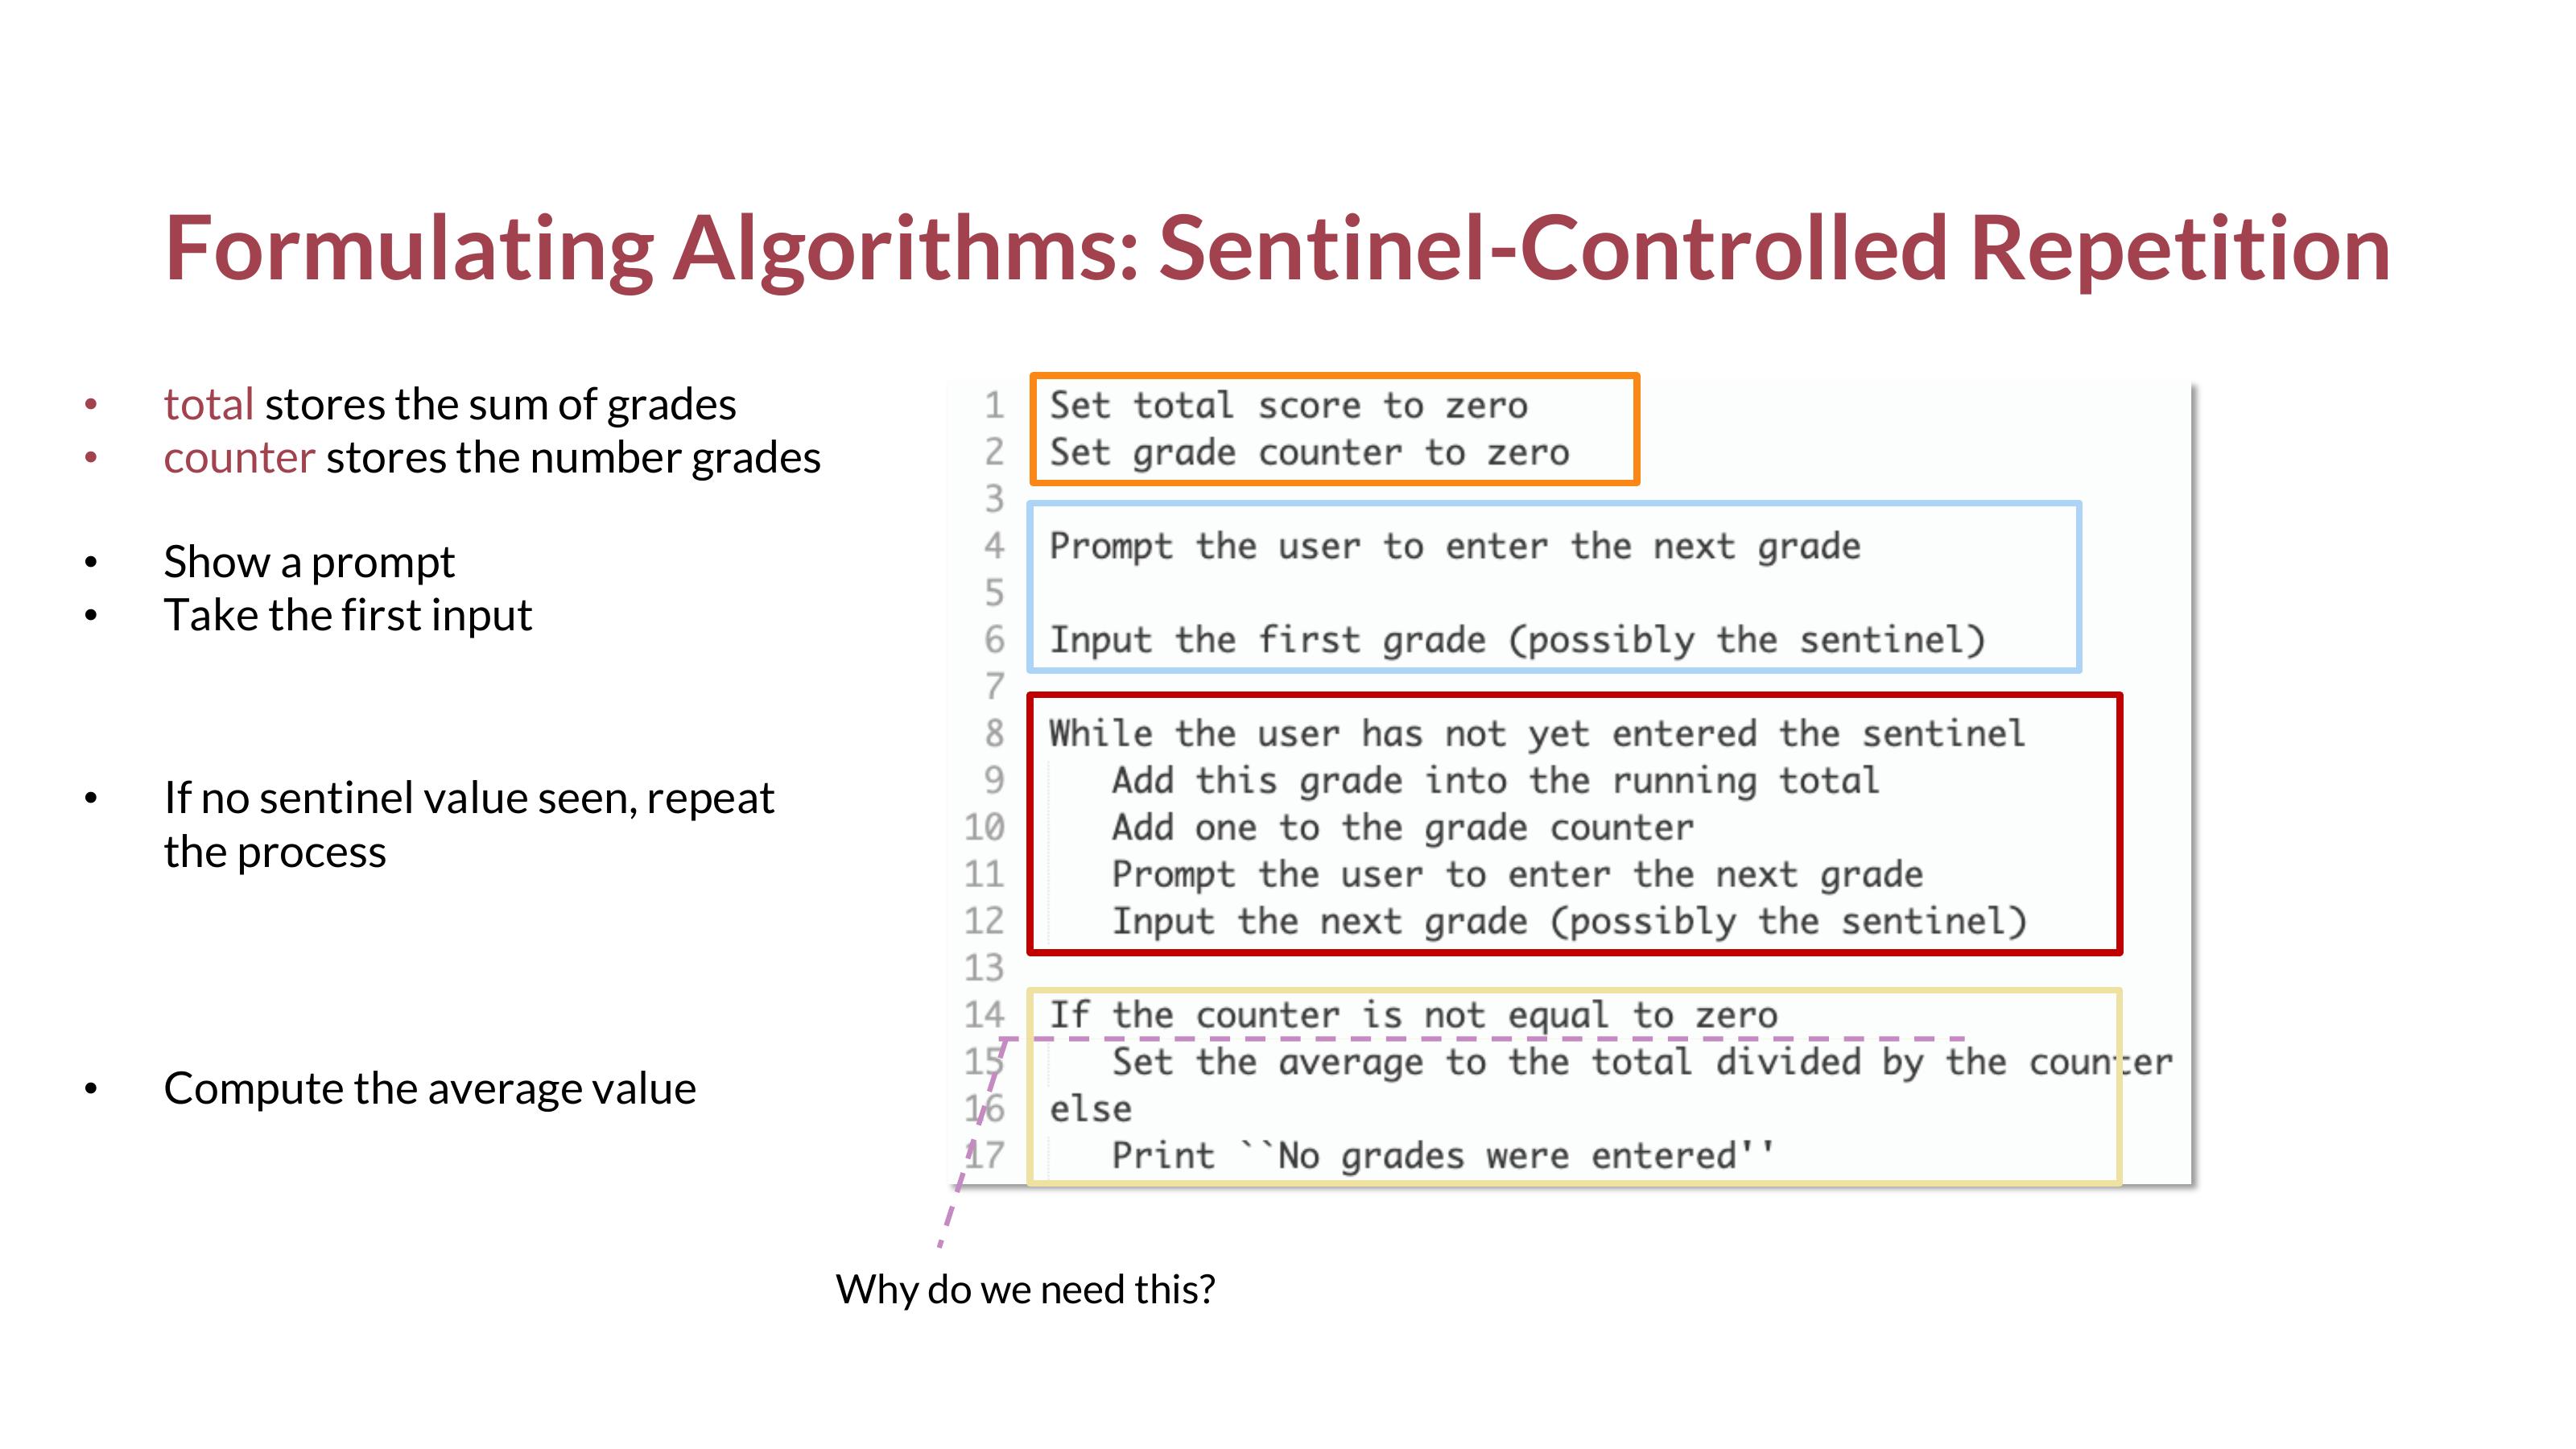 Formulating Algorithms: Sentinel-Controlled Repetition
• total stores the sum of grades
• counter stores the number grades
• Show a prompt
• Take the first input
• If no sentinel value seen, repeat
the process
• Compute the average value
1 Set total score to zero
2 Set grade counter to zero
3
4 Prompt the user to enter the next grade
5
6 Input the first grade (possibly the sentinel)
7
8 While the user has not yet entered the sentinel
9 Add this grade into the running total
10 Add one to the grade counter
11 Prompt the user to enter the next grade
12 Input the next grade (possibly the sentinel)
13
14 If the counter is not equal to zero
15 Set the average to the total divided by the counter
16 else
17 Print ``No grades were entered''
Why do we need this?